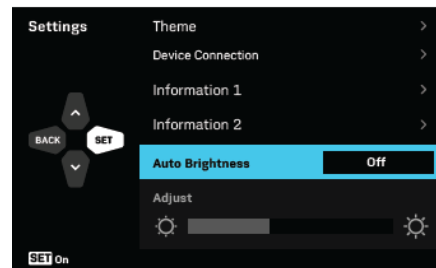 Settings
Theme
Device Connection
Information 1
Information 2
BACK
SET
Auto Brightness Off
Adjust
SET On